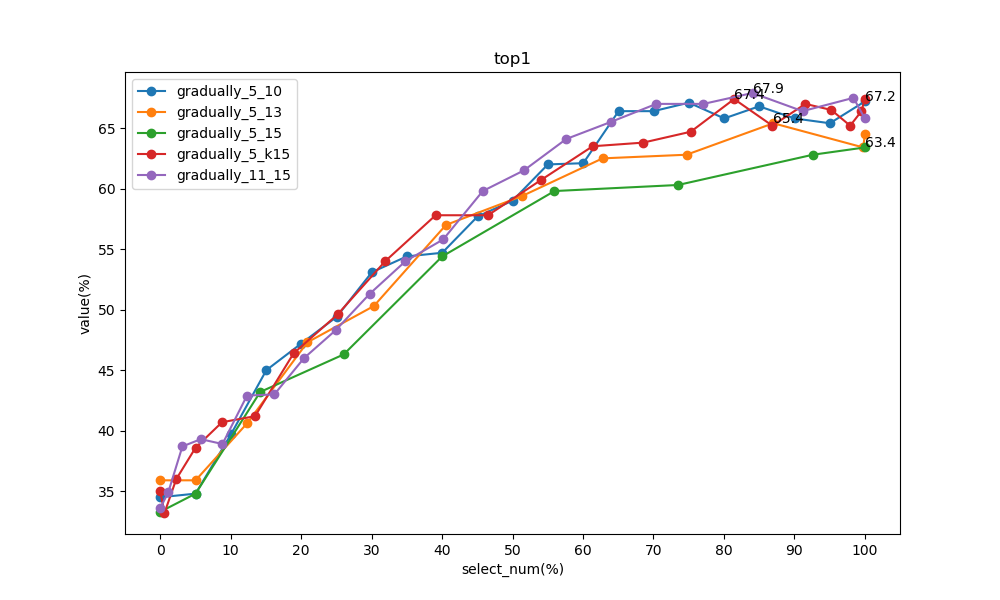 top1
gradually_5_10
gradually_5_13
gradually_5_15
gradually_5_k15
gradually_11_15
67.9
67.4
67.2
65.4
63.4
65
60
55
50
45
40
35
value(%)
0 10 20 30 40 50 60 70 80 90 100
select_num(%)